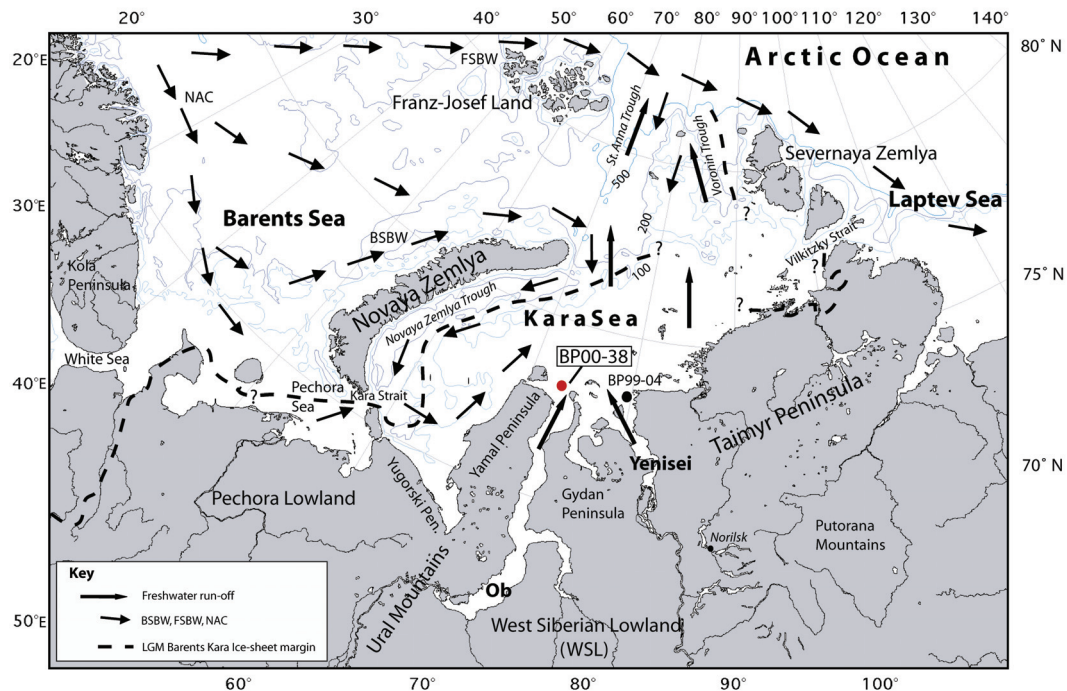 20° 30° 40° 50° 60° 70° 80° 90° 100° 110° 120° 130° 140°
20°E
80° N
Arctic Ocean
FSBW
NAC
Franz-Josef Land
St. Anna Trough
500
Voronin Trough
Severnaya Zemlya
Laptev Sea
30°E
Barents Sea
?
200
BSBW
Vilkitzky Strait
?
?
100
75° N
Kola
Peninsula
Novaya Zemlya
Novaya Zemlya Trough
Kara Sea
?
White Sea
BP00-38
BP99-04
40°E
Pechora
Sea
?
Kara Strait
Yamal Peninsula
Taimyr Peninsula
70° N
Yenisei
Pechora Lowland
Yugorski Pen.
Gydan
Peninsula
Putorana
Mountains
Norilsk
Ural Mountains
Ob
Key
Freshwater run-off
BSBW, FSBW, NAC
LGM Barents Kara Ice-sheet margin
50°E
West Siberian Lowland
(WSL)
60° 70° 80° 90° 100°